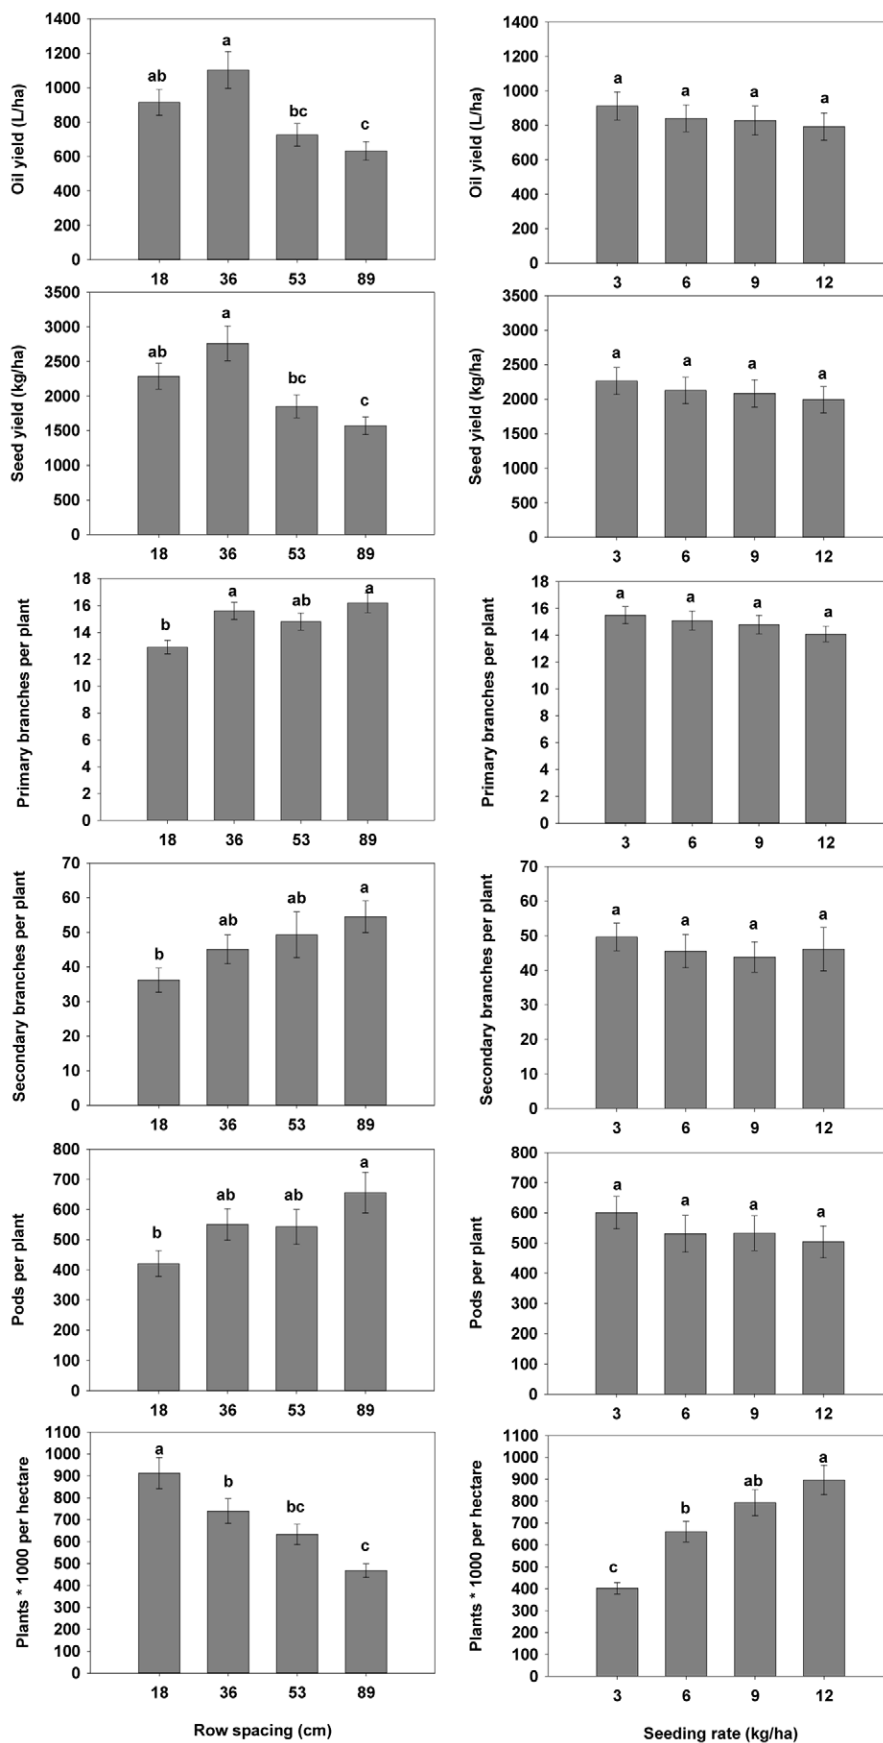 Oil yield (L/ha)
1400
1200
1000
800
600
400
200
0
ab
a
bc
c
18 36 53 89
Oil yield (L/ha)
1400
1200
1000
800
600
400
200
0
a
a
a
a
3 6 9 12
Seed yield (kg/ha)
3500
3000
2500
2000
1500
1000
500
0
ab
a
bc
c
18 36 53 89
Seed yield (kg/ha)
3500
3000
2500
2000
1500
1000
500
0
a
a
a
a
3 6 9 12
Primary branches per plant
18
16
14
12
10
8
6
4
2
0
b
a
ab
a
18 36 53 89
Primary branches per plant
18
16
14
12
10
8
6
4
2
0
a
a
a
a
3 6 9 12
Secondary branches per plant
70
60
50
40
30
20
10
0
b
ab
ab
a
18 36 53 89
Secondary branches per plant
70
60
50
40
30
20
10
0
a
a
a
a
3 6 9 12
Pods per plant
800
700
600
500
400
300
200
100
0
b
ab
ab
a
18 36 53 89
Pods per plant
800
700
600
500
400
300
200
100
0
a
a
a
a
3 6 9 12
Plants * 1000 per hectare
1100
1000
900
800
700
600
500
400
300
200
100
0
a
b
bc
c
18 36 53 89
Row spacing (cm)
Plants * 1000 per hectare
1100
1000
900
800
700
600
500
400
300
200
100
0
c
b
ab
a
3 6 9 12
Seeding rate (kg/ha)